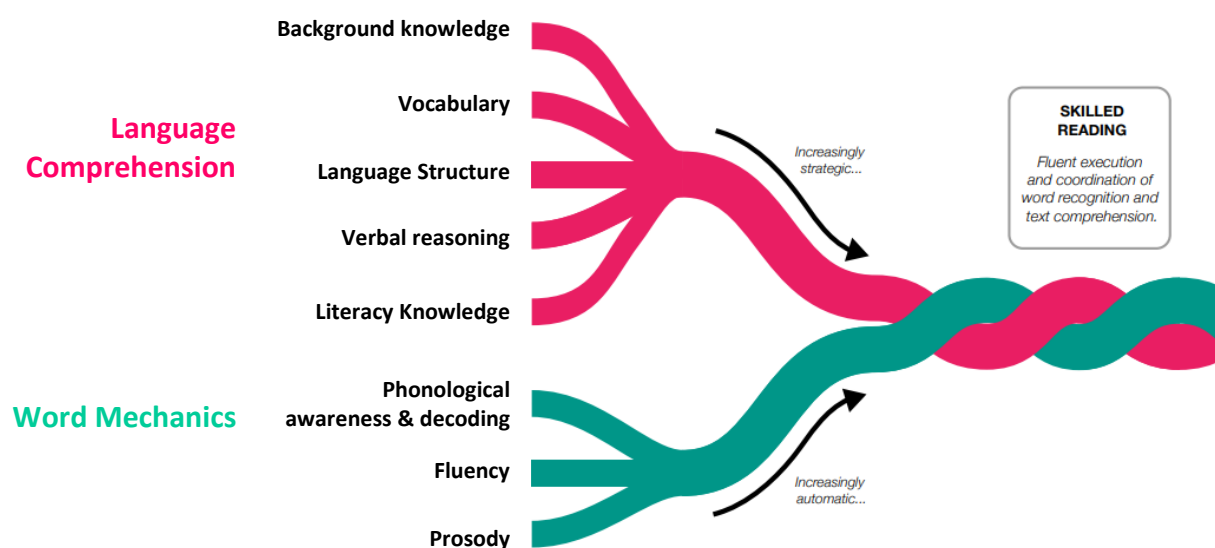 Background knowledge
Vocabulary
Language
Comprehension
Language Structure
Verbal reasoning
Literacy Knowledge
Increasingly
strategic...
SKILLED
READING
Fluent execution
and coordination of
word recognition and
text comprehension.
Word Mechanics
Phonological
awareness & decoding
Fluency
Prosody
Increasingly
automatic...